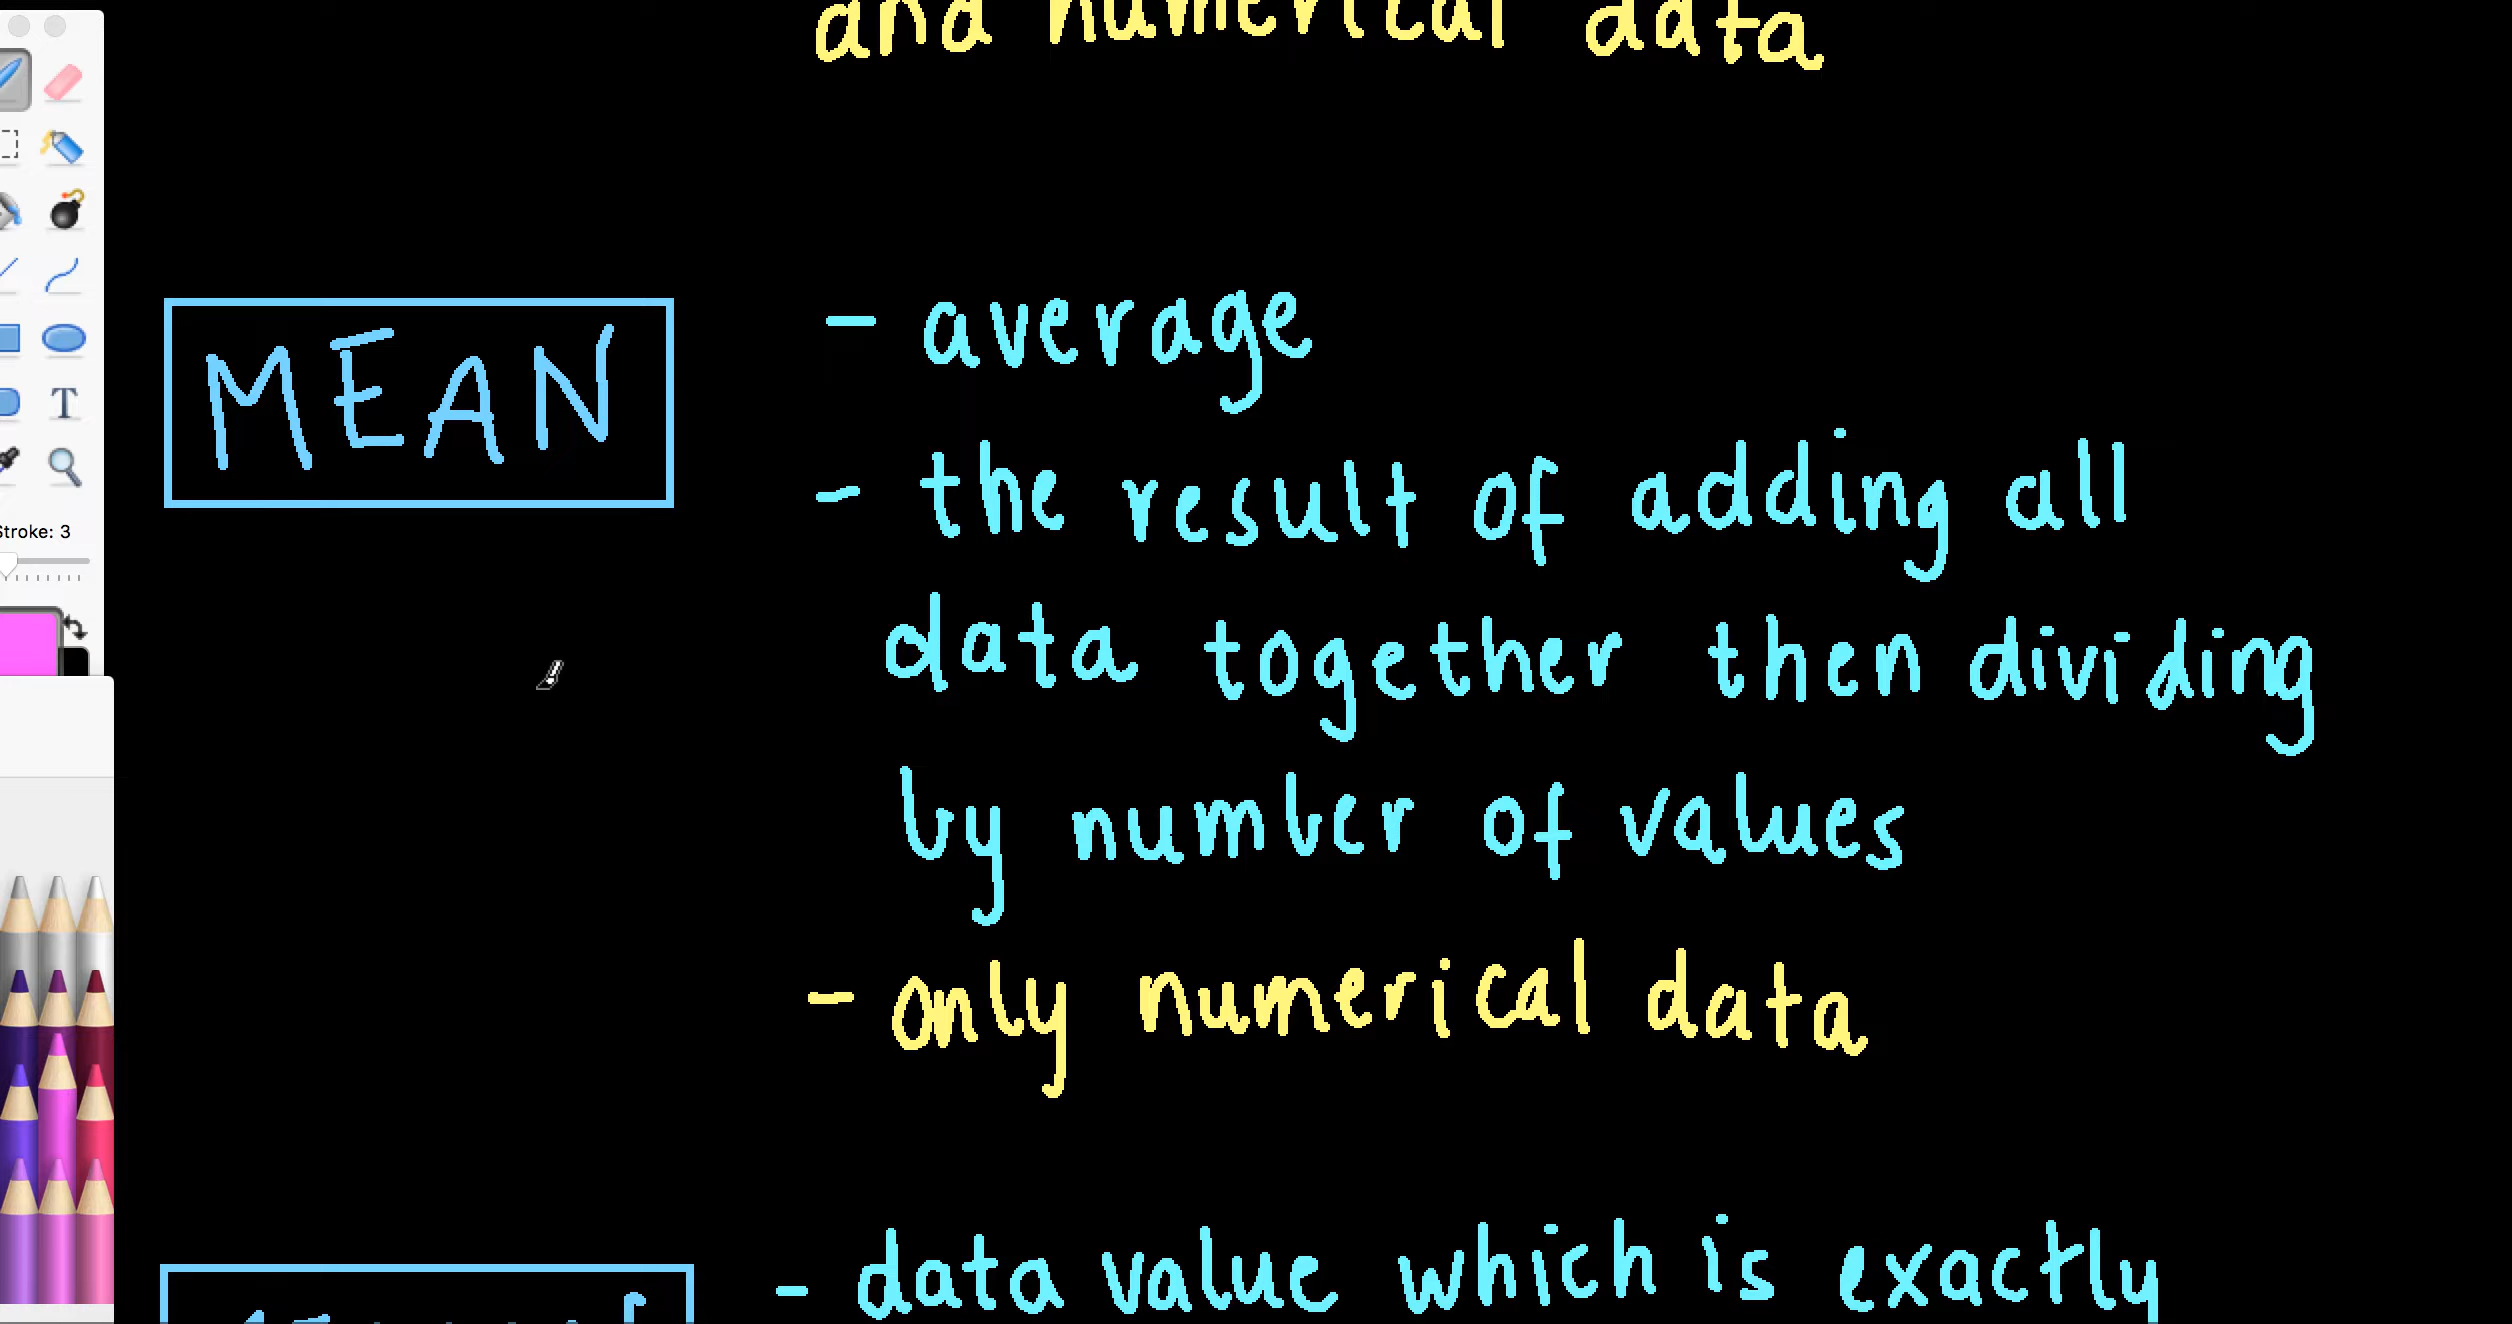 and numerical data
MEAN
- average
- the result of adding all
data together then dividing
by number of values
- only numerical data
- data value which is exactly
T
Stroke: 3